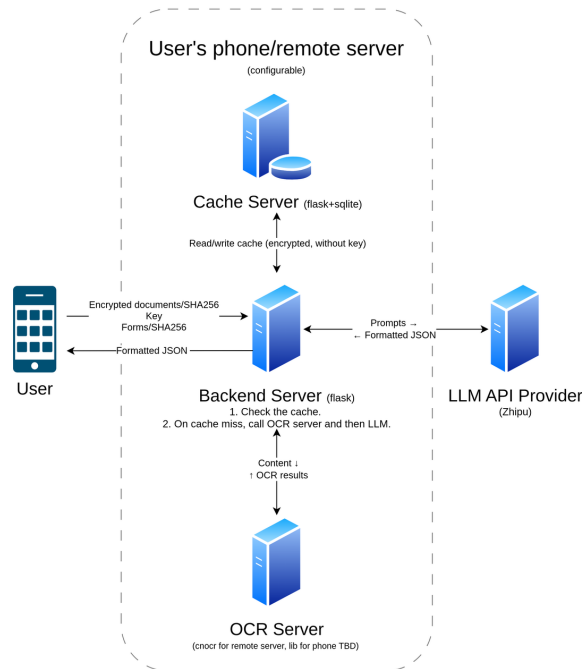 User's phone/remote server
(configurable)
Cache Server (flask+sqlite)
Read/write cache (encrypted, without key)
Encrypted documents/SHA256
Key
Forms/SHA256
Formatted JSON
User
Prompts →
← Formatted JSON
Backend Server (flask)
1. Check the cache.
2. On cache miss, call OCR server and then LLM.
LLM API Provider
(Zhipu)
Content ↓
↑ OCR results
OCR Server
(cnocr for remote server, lib for phone TBD)